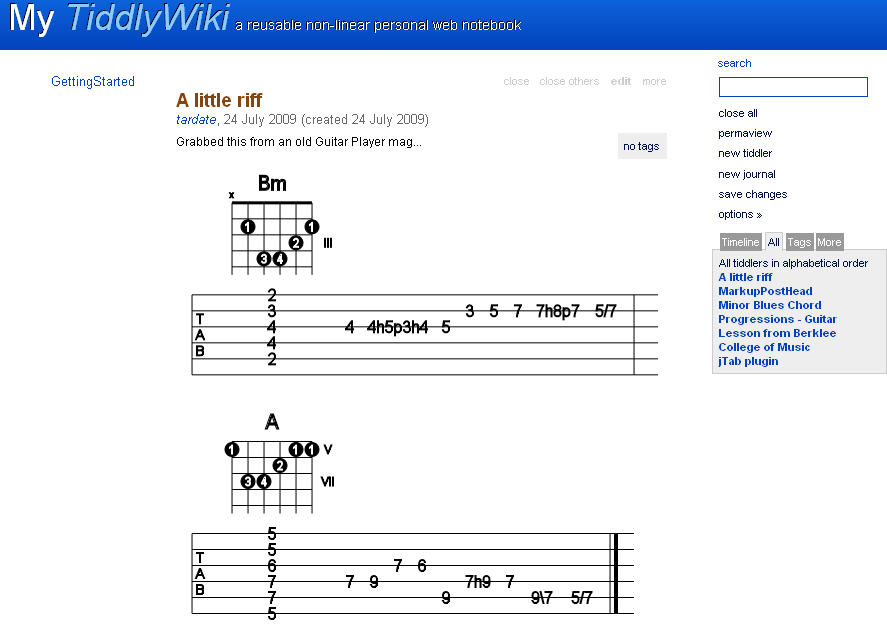 My TiddlyWiki a reusable non-linear personal web notebook
GettingStarted
close close others edit more
A little riff
tardate, 24 July 2009 (created 24 July 2009)
Grabbed this from an old Guitar Player mag...
no tags
Bm
x
1 1
2 III
3 4
2
3 3 5 7 7h8p7 5/7
T 4 4 4h5p3h4 5
A
B 4
2
A
1 1 1 V
2
3 4 VII
5
5
T 6 7 6
A 7 7 9 7h9 7
B 7 9 9\7 5/7
5
search
close all
permaview
new tiddler
new journal
save changes
options »
Timeline All Tags More
All tiddlers in alphabetical order
A little riff
MarkupPostHead
Minor Blues Chord
Progressions - Guitar
Lesson from Berklee
College of Music
jTab plugin